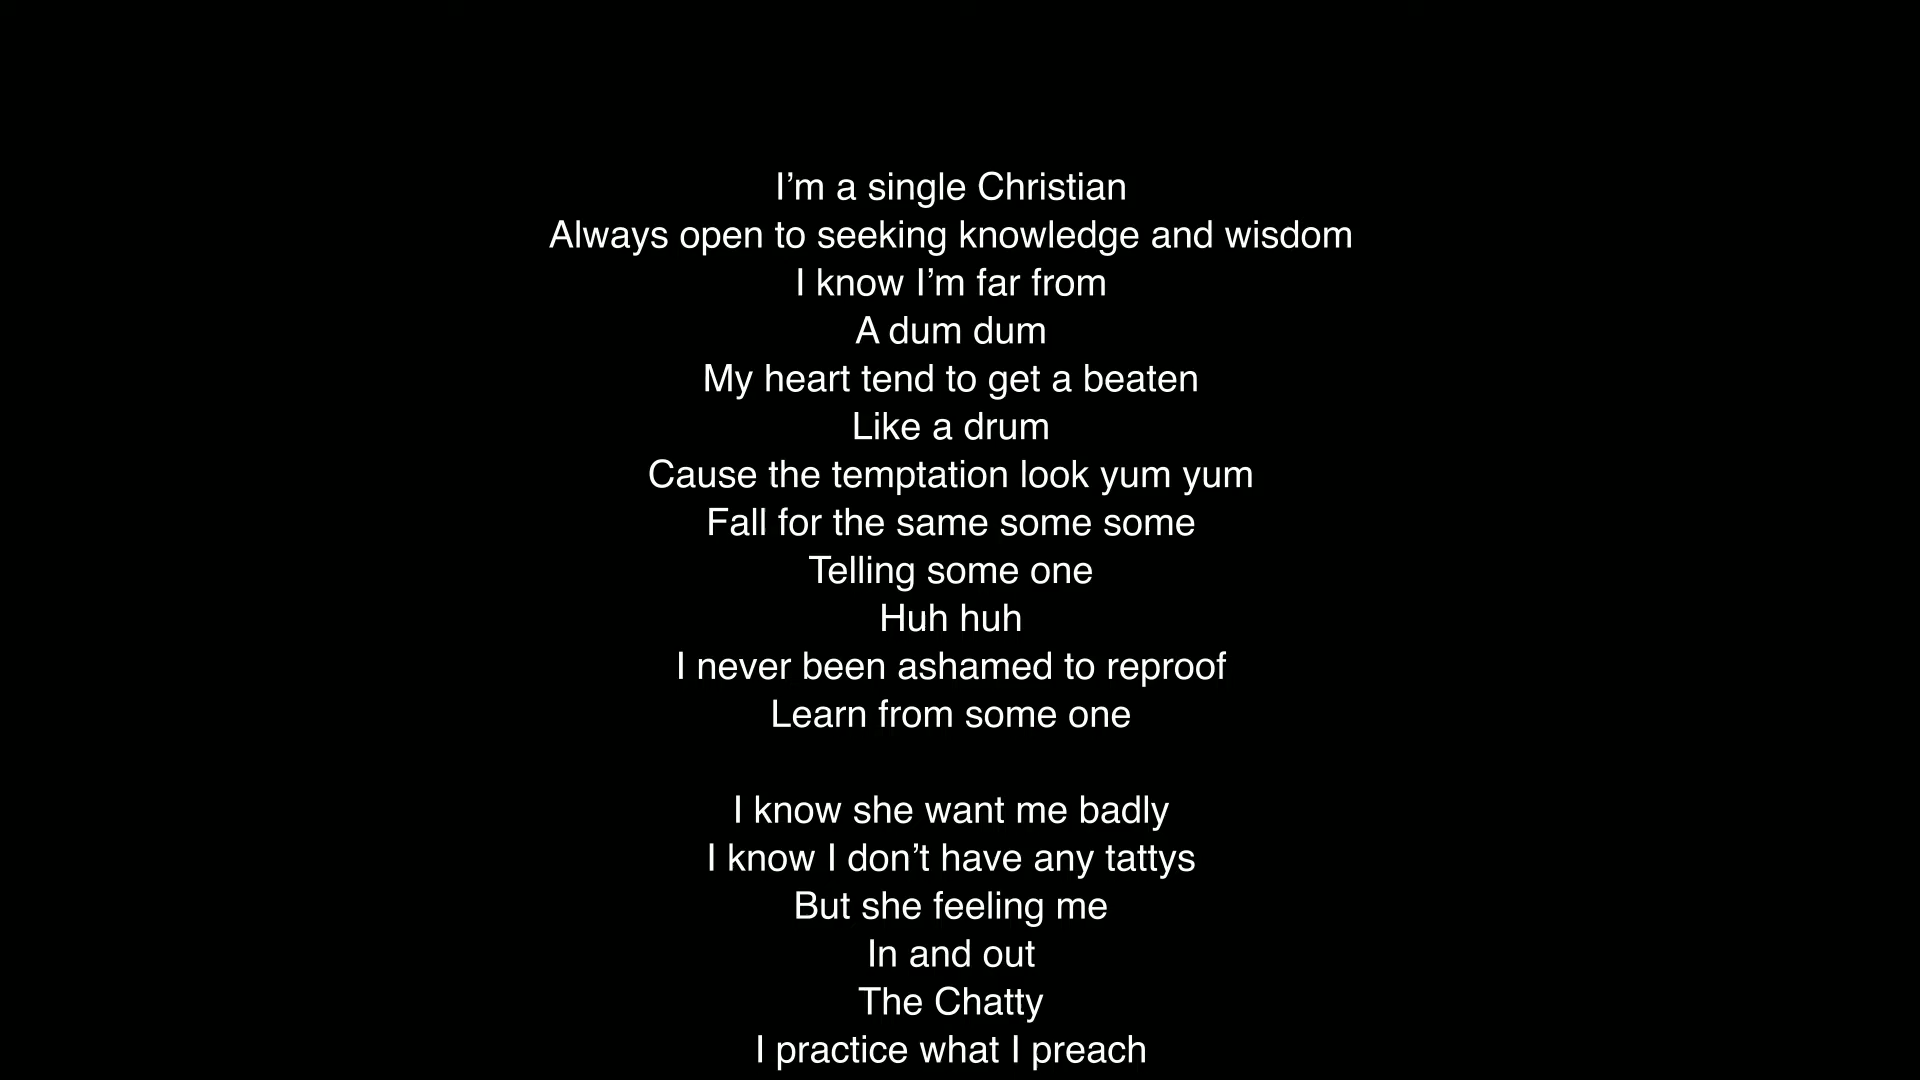 I’m a single Christian
Always open to seeking knowledge and wisdom
I know I’m far from
A dum dum
My heart tend to get a beaten
Like a drum
Cause the temptation look yum yum
Fall for the same some some
Telling some one
Huh huh
I never been ashamed to reproof
Learn from some one
I know she want me badly
I know I don’t have any tattys
But she feeling me
In and out
The Chatty
I practice what I preach